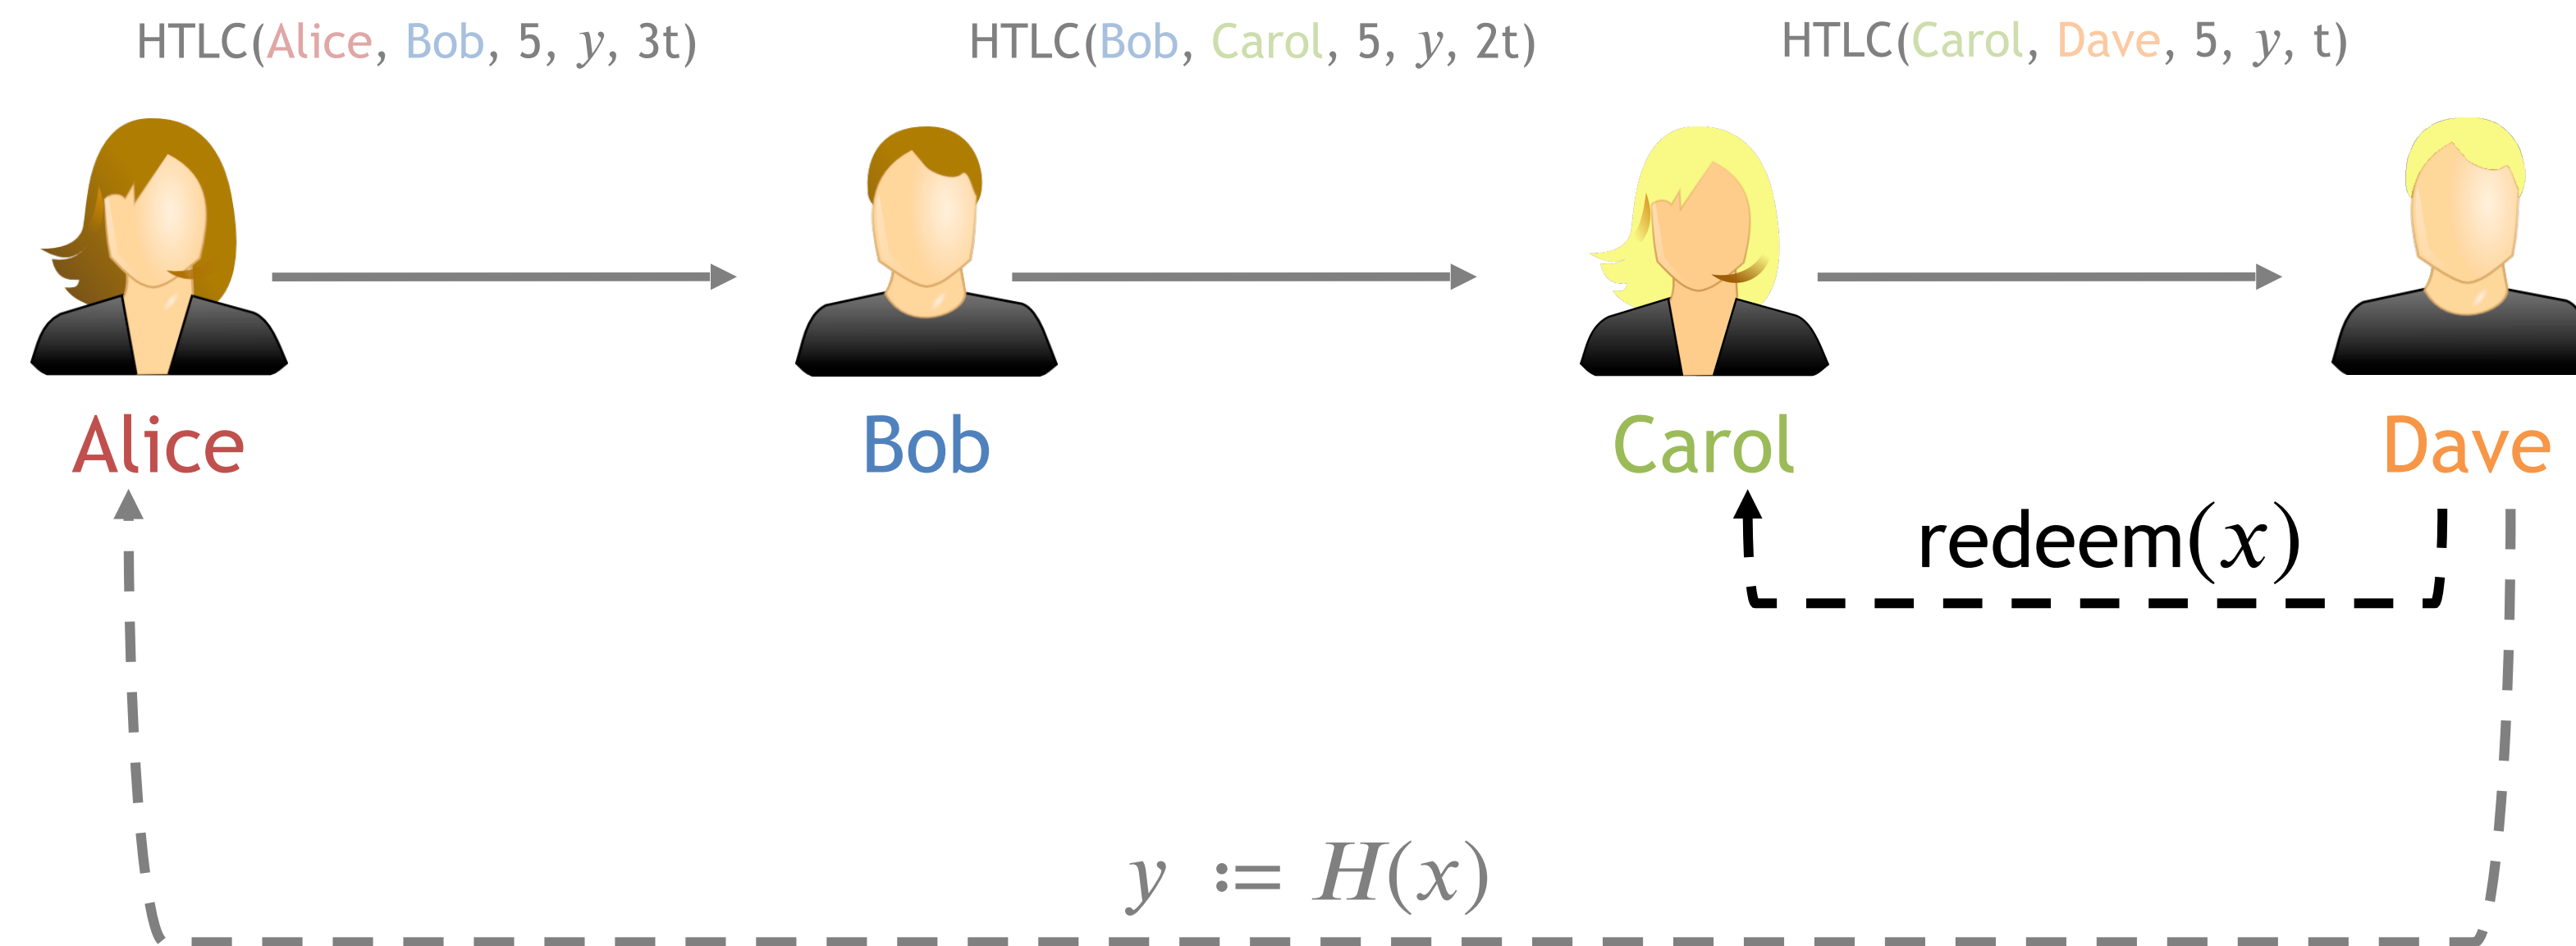 HTLC(Alice, Bob, 5, y, 3t)
HTLC(Bob, Carol, 5, y, 2t)
HTLC(Carol, Dave, 5, y, t)
Alice
Bob
Carol
Dave
redeem(x)
y := H(x)